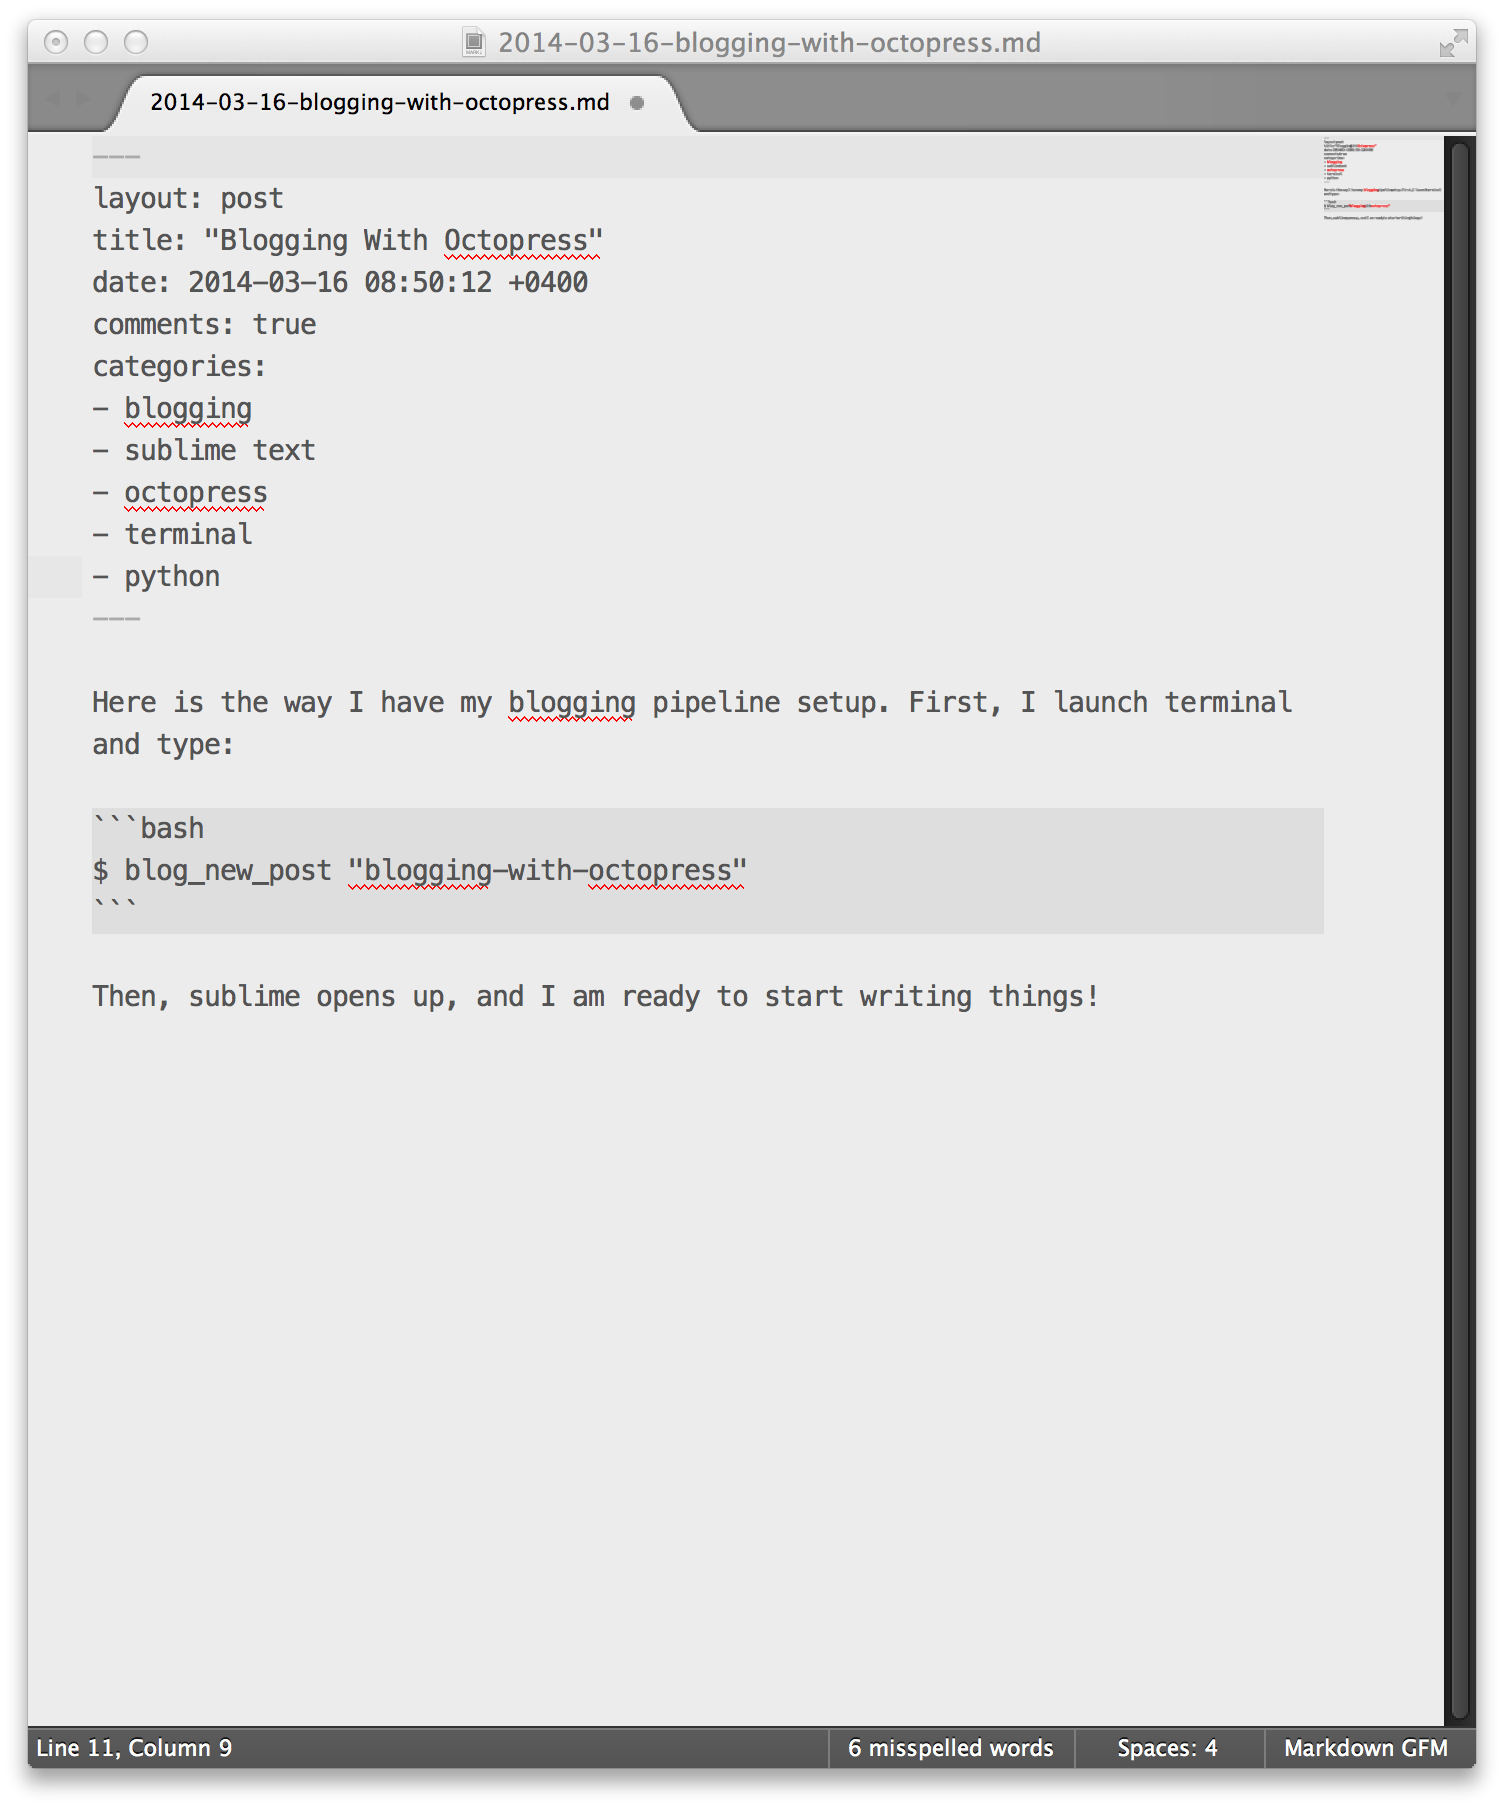 2014-03-16-blogging-with-octopress.md
2014-03-16-blogging-with-octopress.md
---
layout: post
title: "Blogging With Octopress"
date: 2014-03-16 08:50:12 +0400
comments: true
categories:
- blogging
- sublime text
- octopress
- terminal
- python
---
Here is the way I have my blogging pipeline setup. First, I launch terminal
and type:
```bash
$ blog_new_post "blogging-with-octopress"
```
Then, sublime opens up, and I am ready to start writing things!
Line 11, Column 9
6 misspelled words
Spaces: 4
Markdown GFM